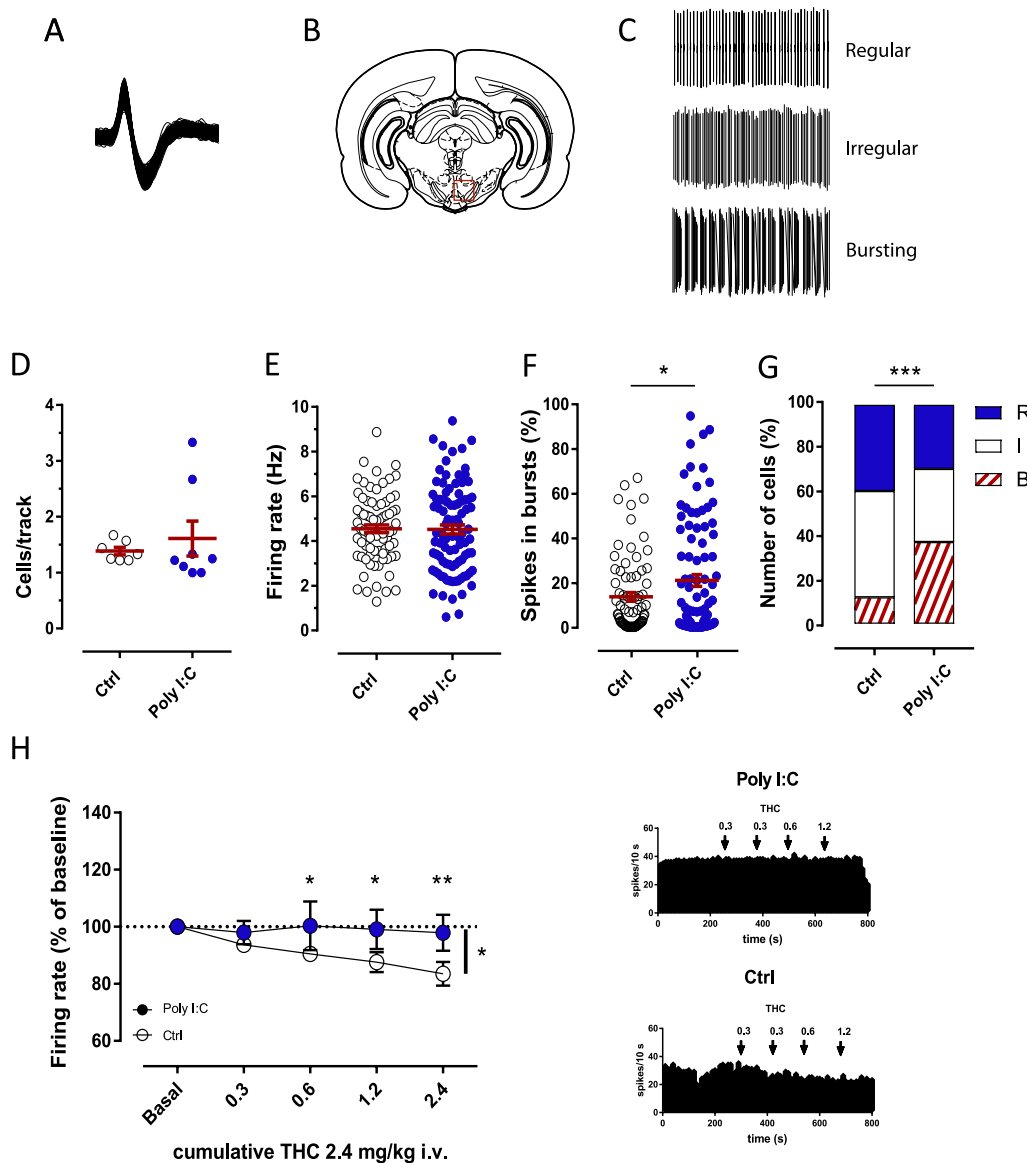 A
B
C
Regular
Irregular
Bursting
D
Cells/track
4
3
2
1
0
Ctrl
Poly I:C
E
Firing rate (Hz)
10
8
6
4
2
0
Ctrl
Poly I:C
F
*
Spikes in bursts (%)
100
80
60
40
20
0
Ctrl
Poly I:C
G
***
Number of cells (%)
100
80
60
40
20
0
Ctrl
Poly I:C
R
I
B
H
Firing rate (% of baseline)
140
120
100
80
60
* * **
*
Poly I:C
Ctrl
Basal
0.3
0.6
1.2
2.4
cumulative THC 2.4 mg/kg i.v.
Poly I:C
THC
0.3 0.3 0.6 1.2
spikes/10 s
60
40
20
0
0 200 400 600 800
time (s)
Ctrl
THC
0.3 0.3 0.6 1.2
spikes/10 s
60
40
20
0
0 200 400 600 800
time (s)